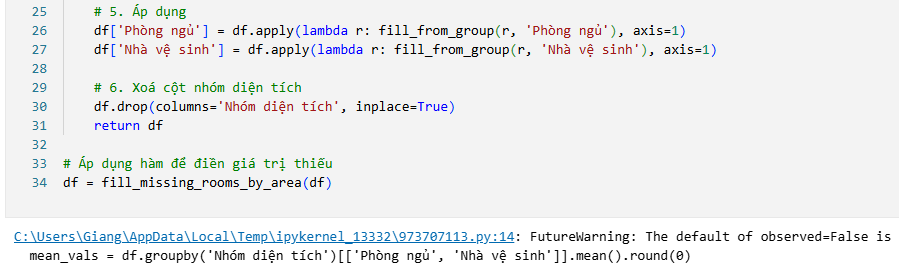 25 # 5. Áp dụng
26 df['Phòng ngủ'] = df.apply(lambda r: fill_from_group(r, 'Phòng ngủ'), axis=1)
27 df['Nhà vệ sinh'] = df.apply(lambda r: fill_from_group(r, 'Nhà vệ sinh'), axis=1)
28
29 # 6. Xoá cột nhóm diện tích
30 df.drop(columns='Nhóm diện tích', inplace=True)
31 return df
32
33 # Áp dụng hàm để điền giá trị thiếu
34 df = fill_missing_rooms_by_area(df)
C:\Users\Giang\AppData\Local\Temp\ipykernel_13332\973707113.py:14: FutureWarning: The default of observed=False is
mean_vals = df.groupby('Nhóm diện tích')[['Phòng ngủ', 'Nhà vệ sinh']].mean().round(0)